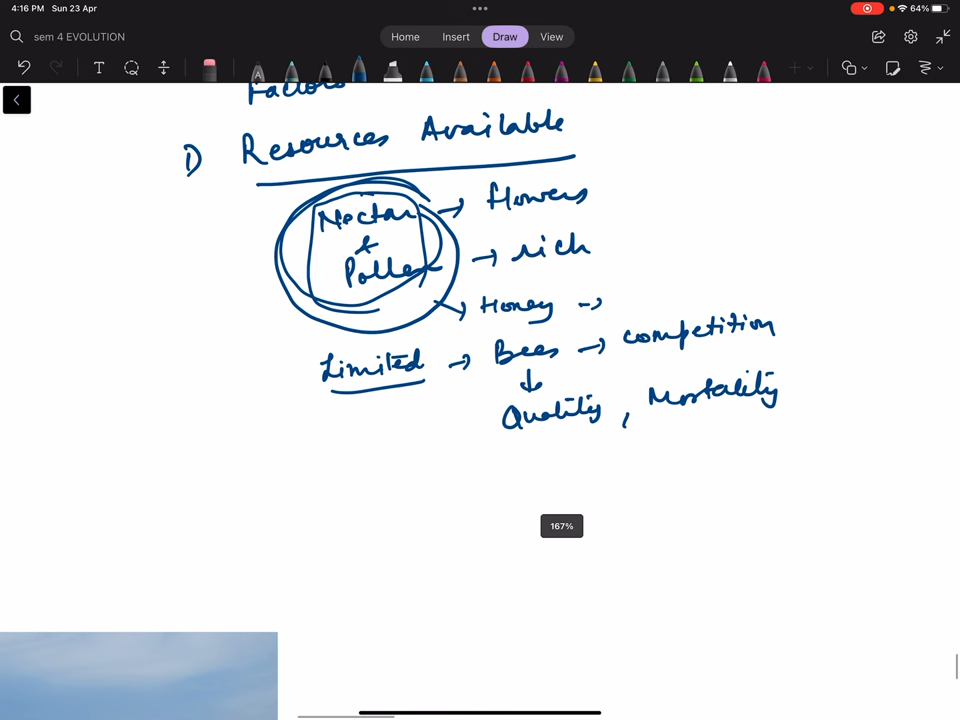 4:16 PM Sun 23 Apr
64%
sem 4 EVOLUTION
Home Insert Draw View
T
A
Factors
1) Resources Available
Nectar → flowers
&
Pollen → rich
→ Honey →
Limited → Bees → competition
↓
Quality, Mortality
167%